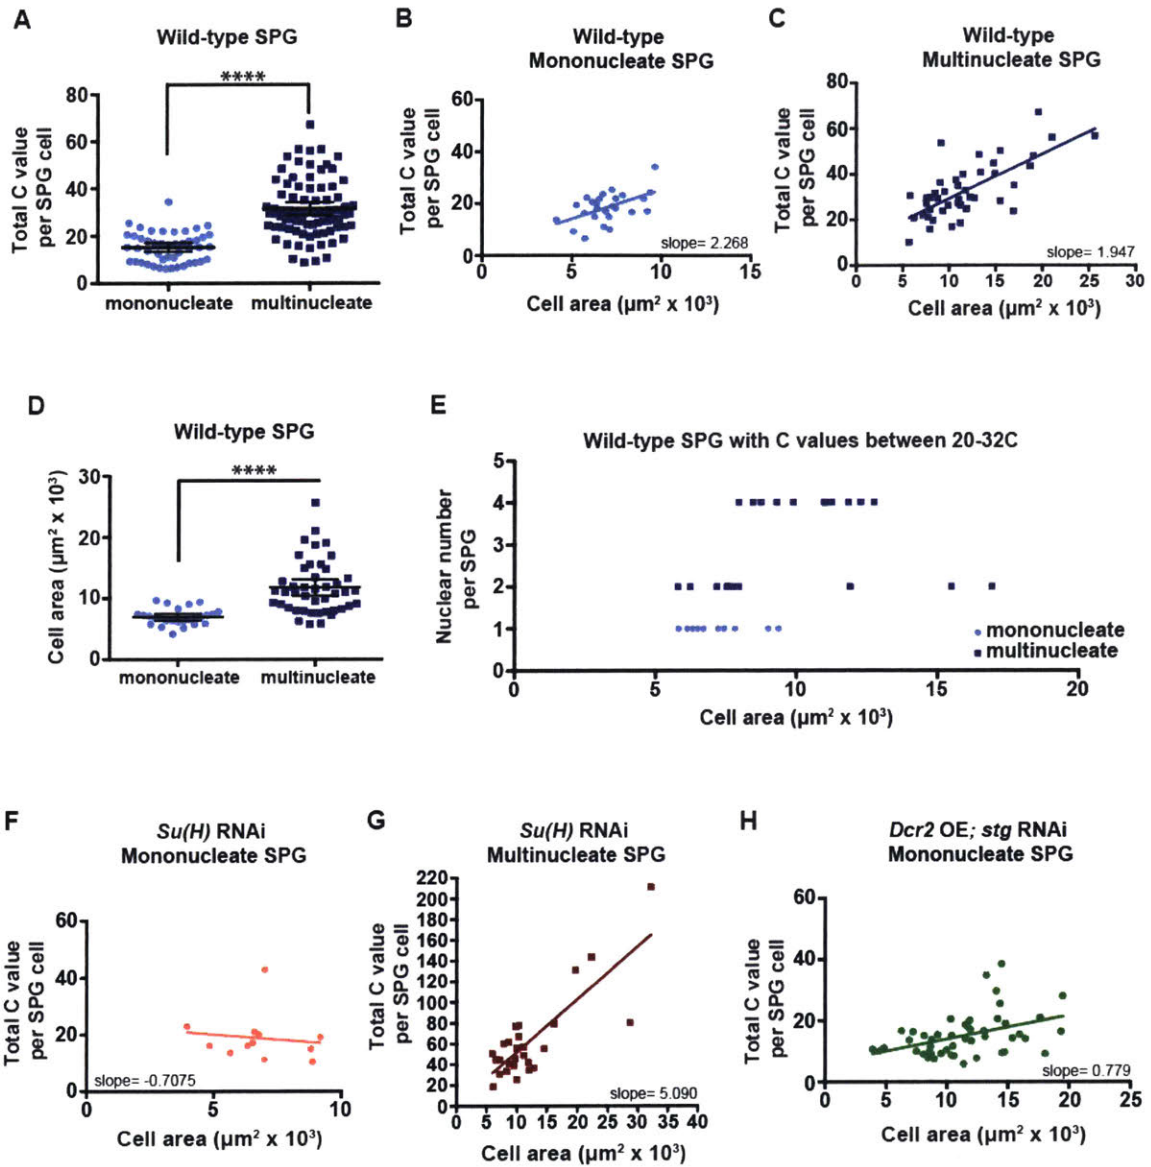 A
Wild-type SPG
****
Total C value
per SPG cell
80
60
40
20
0
mononucleate
multinucleate
B
Wild-type
Mononucleate SPG
Total C value
per SPG cell
60
40
20
0
slope= 2.268
0
5
10
15
Cell area (µm² x 10³)
C
Wild-type
Multinucleate SPG
Total C value
per SPG cell
80
60
40
20
0
slope= 1.947
0
5
10
15
20
25
30
Cell area (µm² x 10³)
D
Wild-type SPG
****
Cell area (µm² x 10³)
30
20
10
0
mononucleate
multinucleate
E
Wild-type SPG with C values between 20-32C
Nuclear number
per SPG
5
4
3
2
1
0
mononucleate
multinucleate
0
5
10
15
20
Cell area (µm² x 10³)
F
Su(H) RNAi
Mononucleate SPG
Total C value
per SPG cell
60
40
20
0
slope= -0.7075
0
5
10
Cell area (µm² x 10³)
G
Su(H) RNAi
Multinucleate SPG
Total C value
per SPG cell
220
200
180
160
140
120
100
80
60
40
20
0
slope= 5.090
0
5
10
15
20
25
30
35
40
Cell area (µm² x 10³)
H
Dcr2 OE; stg RNAi
Mononucleate SPG
Total C value
per SPG cell
60
40
20
0
slope= 0.779
0
5
10
15
20
25
Cell area (µm² x 10³)